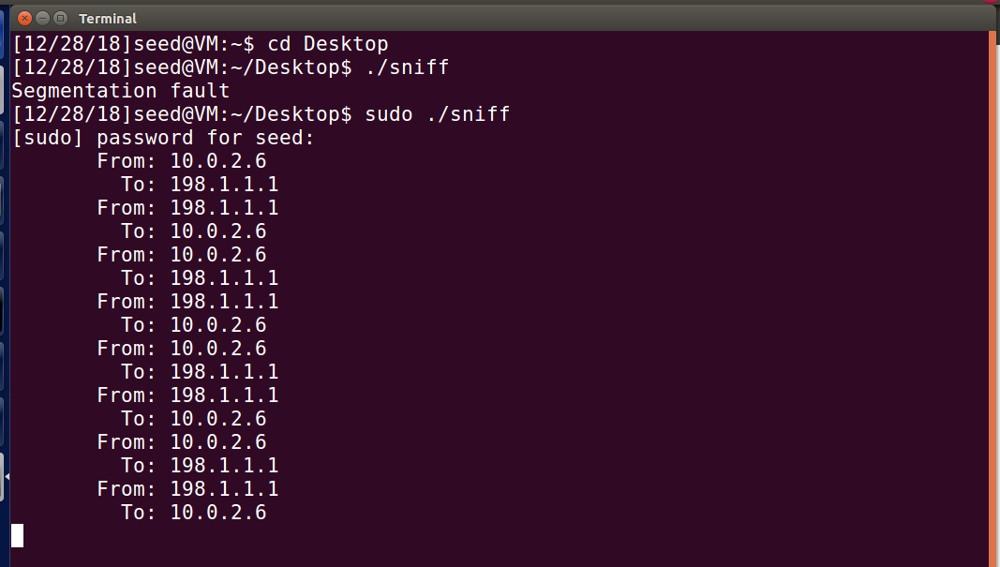 Terminal
[12/28/18]seed@VM:~$ cd Desktop
[12/28/18]seed@VM:~/Desktop$ ./sniff
Segmentation fault
[12/28/18]seed@VM:~/Desktop$ sudo ./sniff
[sudo] password for seed:
From: 10.0.2.6
To: 198.1.1.1
From: 198.1.1.1
To: 10.0.2.6
From: 10.0.2.6
To: 198.1.1.1
From: 198.1.1.1
To: 10.0.2.6
From: 10.0.2.6
To: 198.1.1.1
From: 198.1.1.1
To: 10.0.2.6
From: 10.0.2.6
To: 198.1.1.1
From: 198.1.1.1
To: 10.0.2.6